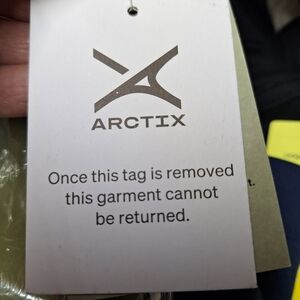 ARCTIX
Once this tag is removed
this garment cannot
be returned.